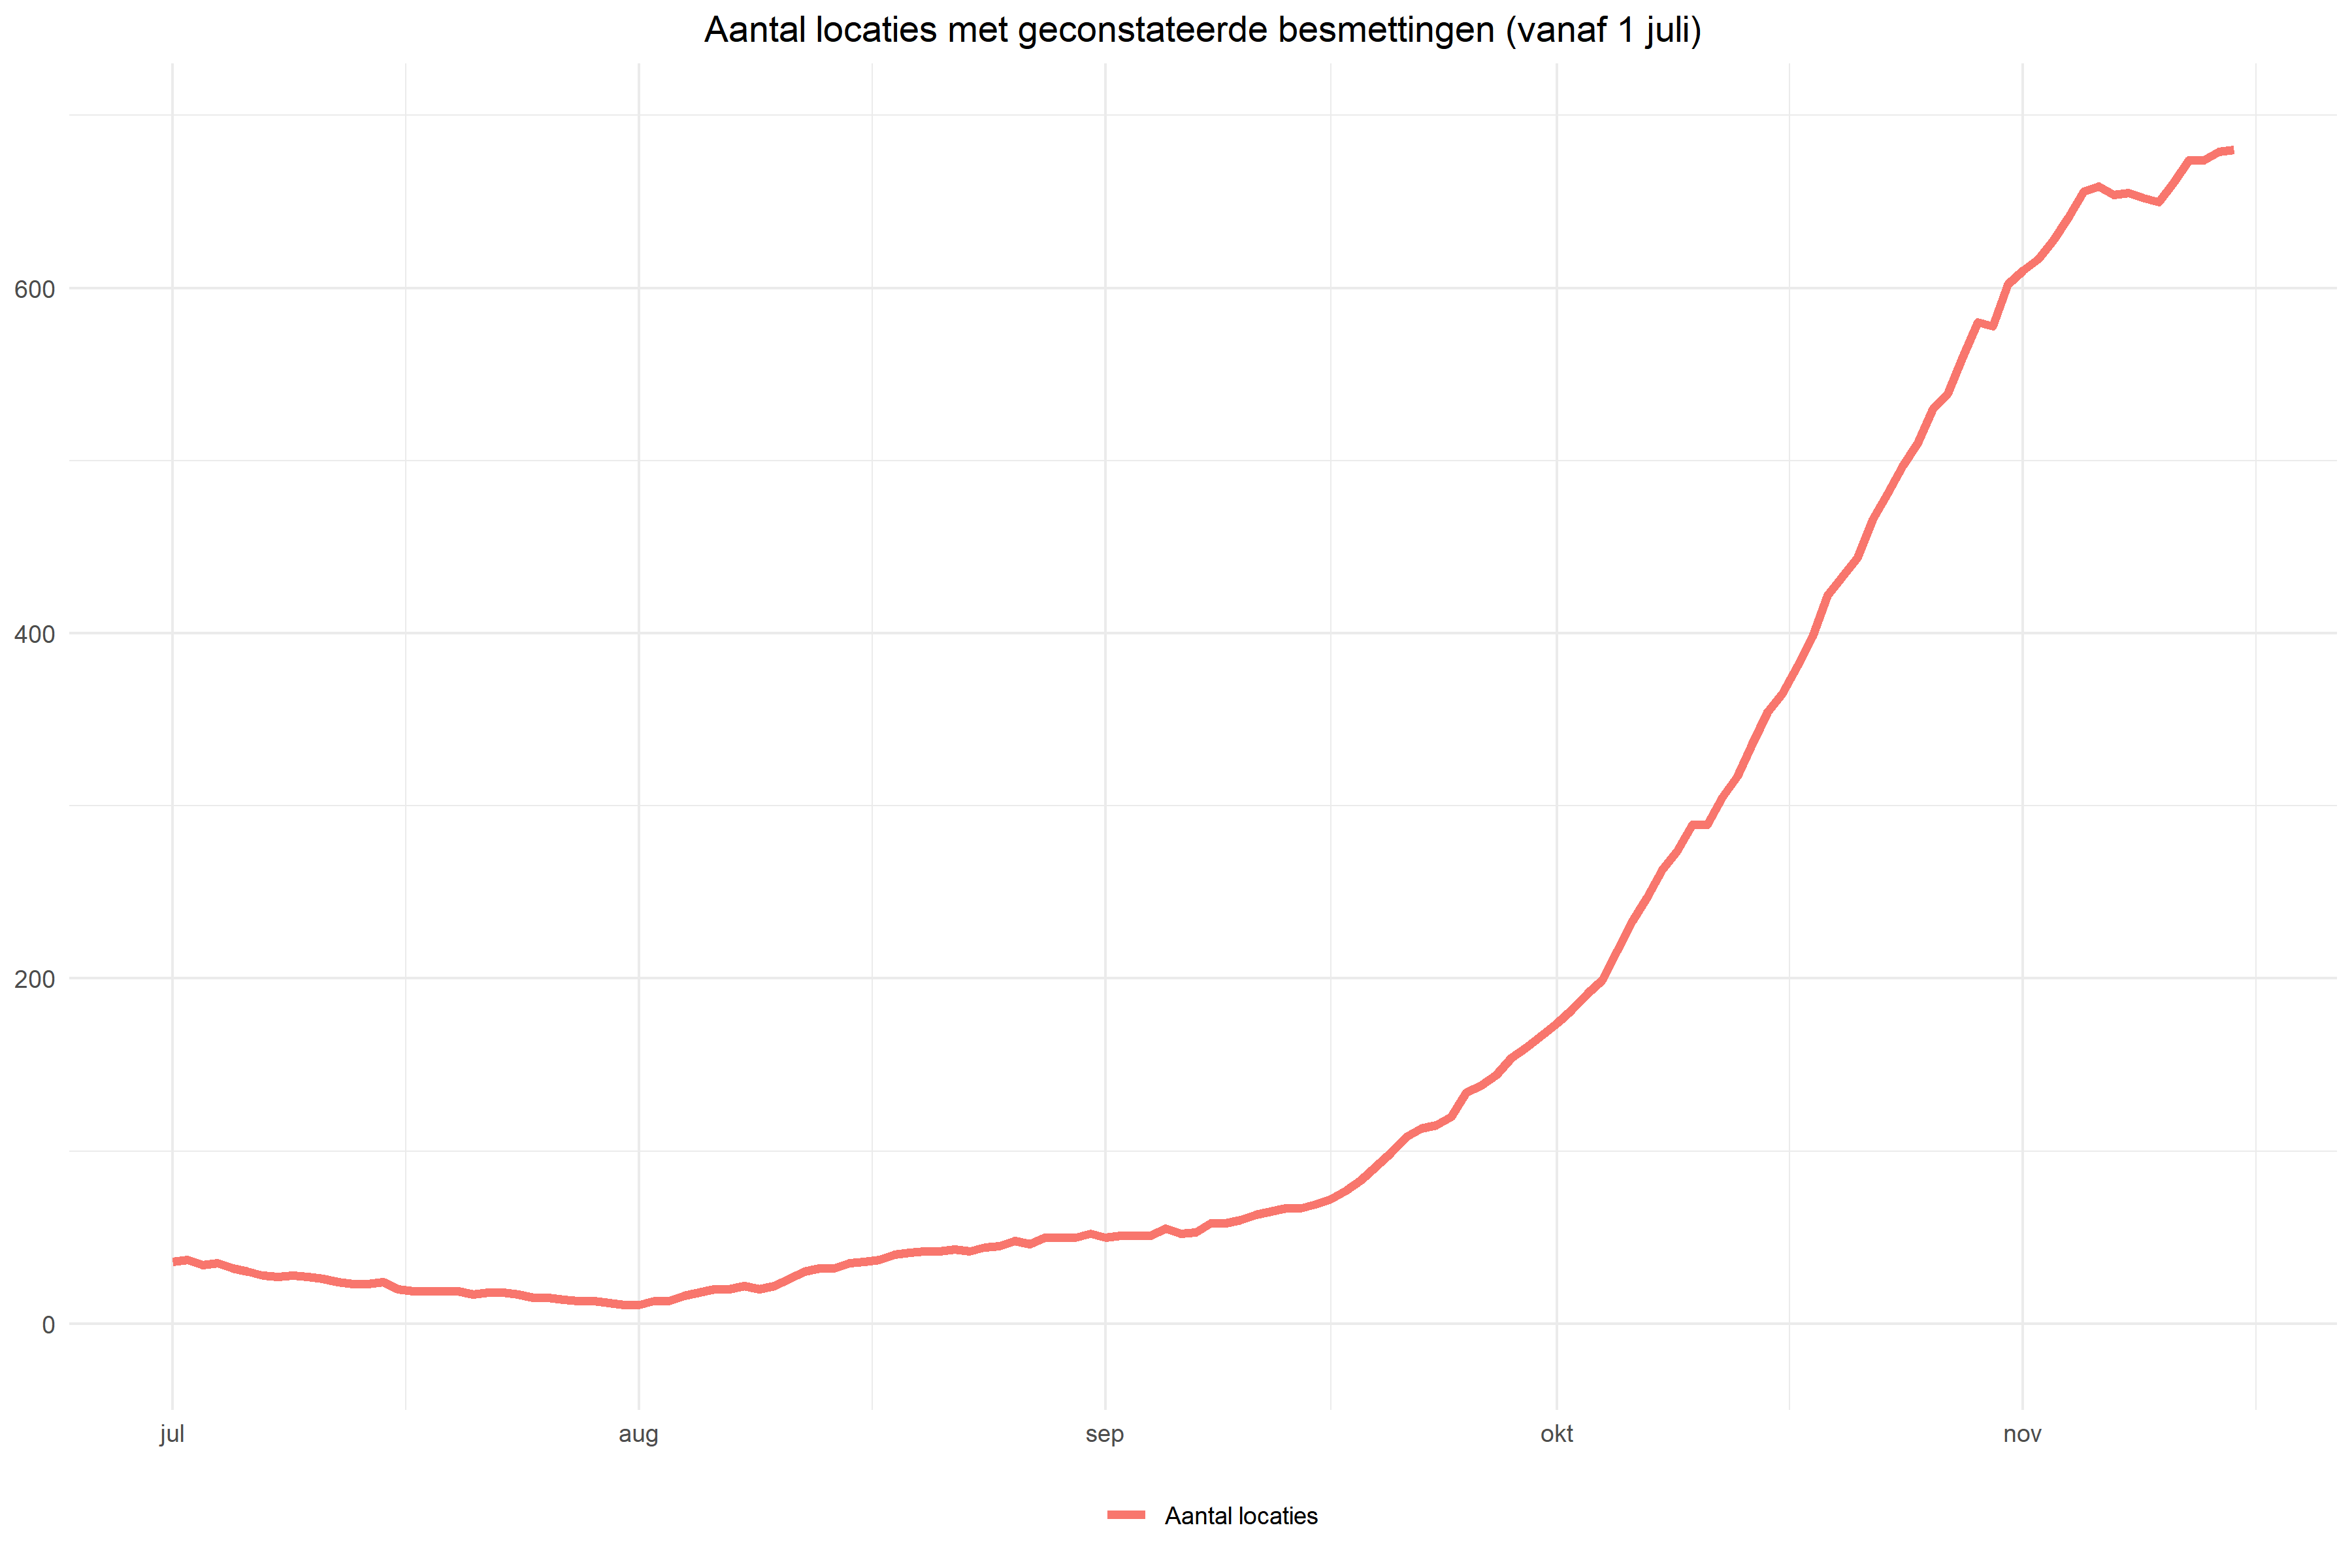 Aantal locaties met geconstateerde besmettingen (vanaf 1 juli)
600
400
200
0
jul aug sep okt nov
Aantal locaties